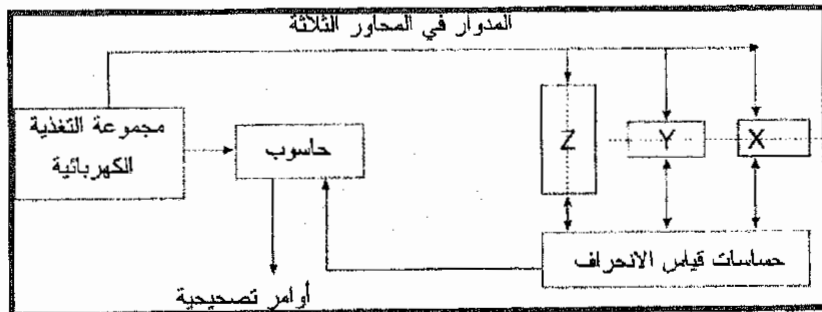 المدوار في المحاور الثلاثة
مجموعة التغذية
الكهربائية
حاسوب
Z
Y
X
حساسات قياس الانحراف
أوامر تصحيحية